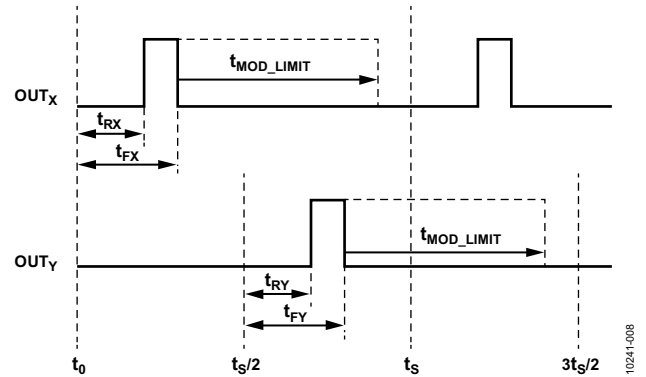 OUTX
tMOD_LIMIT
tRX
tFX
OUTY
tMOD_LIMIT
tRY
tFY
t0 tS/2 tS 3tS/2
10241-008